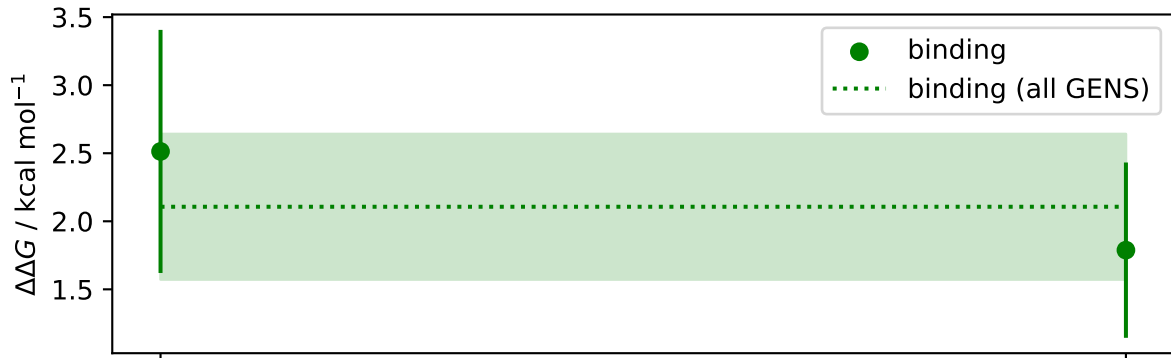 3.5
3.0
2.5
2.0
1.5
ΔΔG / kcal mol⁻¹
binding
binding (all GENS)